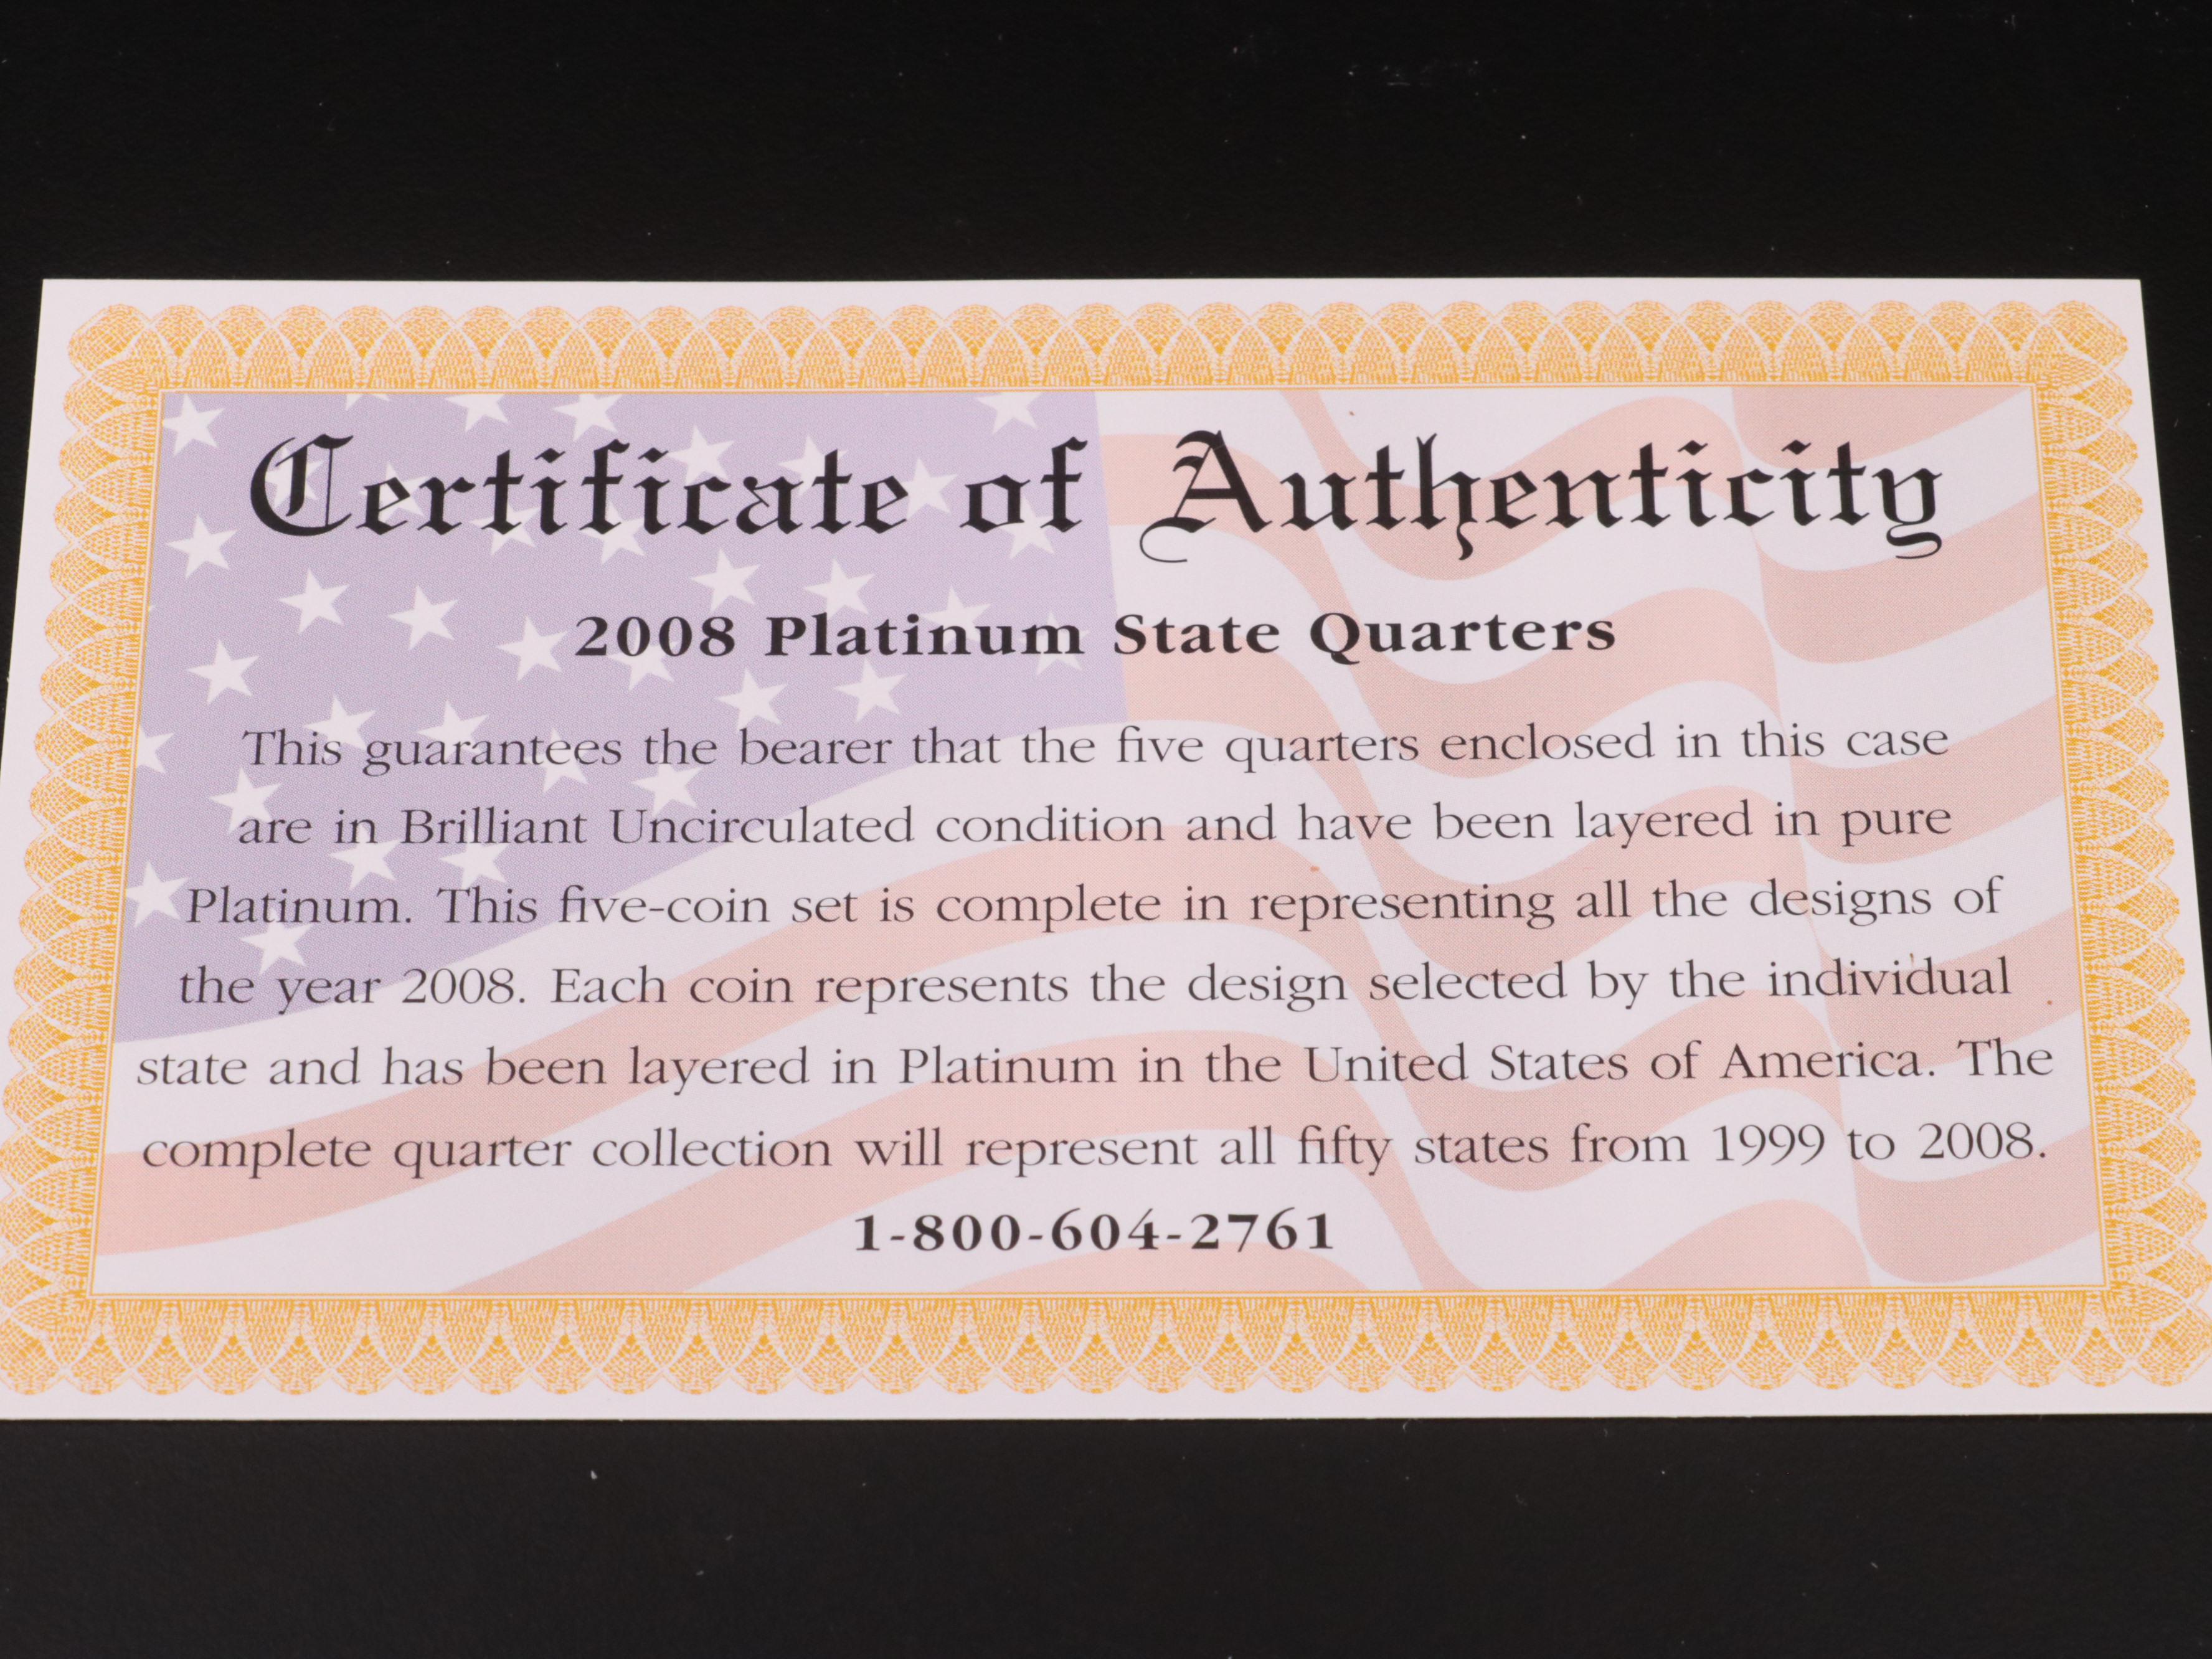 Certificate of Authenticity
2008 Platinum State Quarters
This guarantees the bearer that the five quarters enclosed in this case
are in Brilliant Uncirculated condition and have been layered in pure
Platinum. This five-coin set is complete in representing all the designs of
the year 2008. Each coin represents the design selected by the individual
state and has been layered in Platinum in the United States of America. The
complete quarter collection will represent all fifty states from 1999 to 2008.
1-800-604-2761